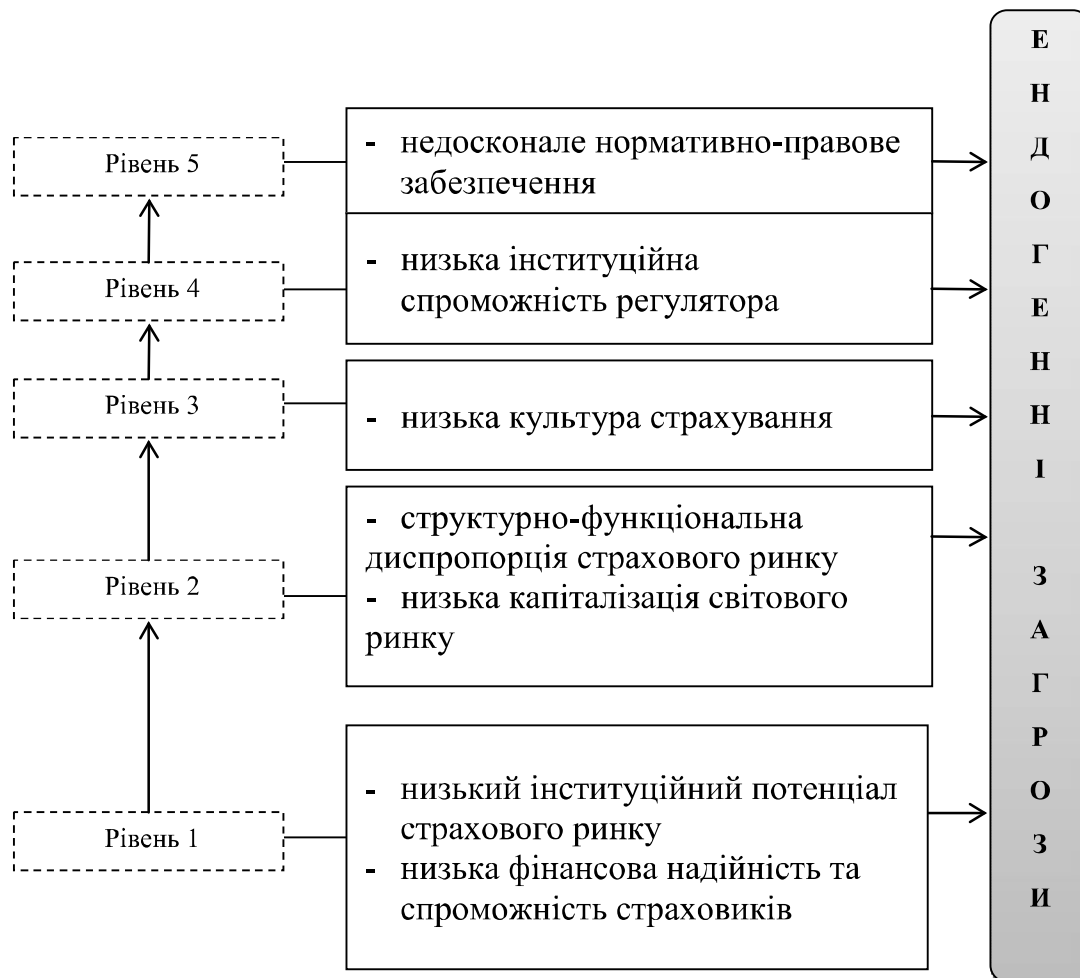 Рівень 5
- недосконале нормативно-правове
забезпечення
Рівень 4
- низька інституційна
спроможність регулятора
Рівень 3
- низька культура страхування
Рівень 2
- структурно-функціональна
диспропорція страхового ринку
- низька капіталізація світового
ринку
Рівень 1
- низький інституційний потенціал
страхового ринку
- низька фінансова надійність та
спроможність страховиків
ЕНДОГЕННІ ЗАГРОЗИ